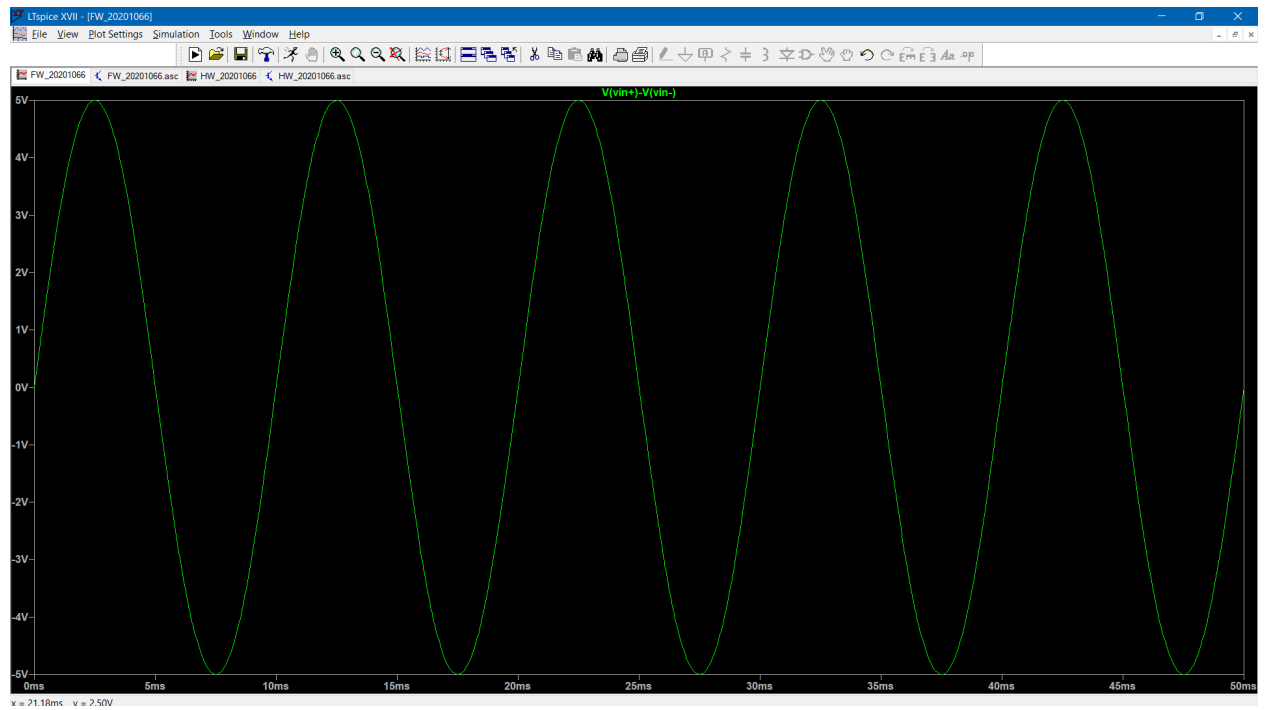 LTspice XVII - [FW_20201066]
File View Plot Settings Simulation Tools Window Help
FW_20201066 FW_20201066.asc HW_20201066 HW_20201066.asc
V(vin+)-V(vin-)
5V
4V
3V
2V
1V
0V
-1V
-2V
-3V
-4V
-5V
0ms 5ms 10ms 15ms 20ms 25ms 30ms 35ms 40ms 45ms 50ms
x = 21.18ms y = 2.50V